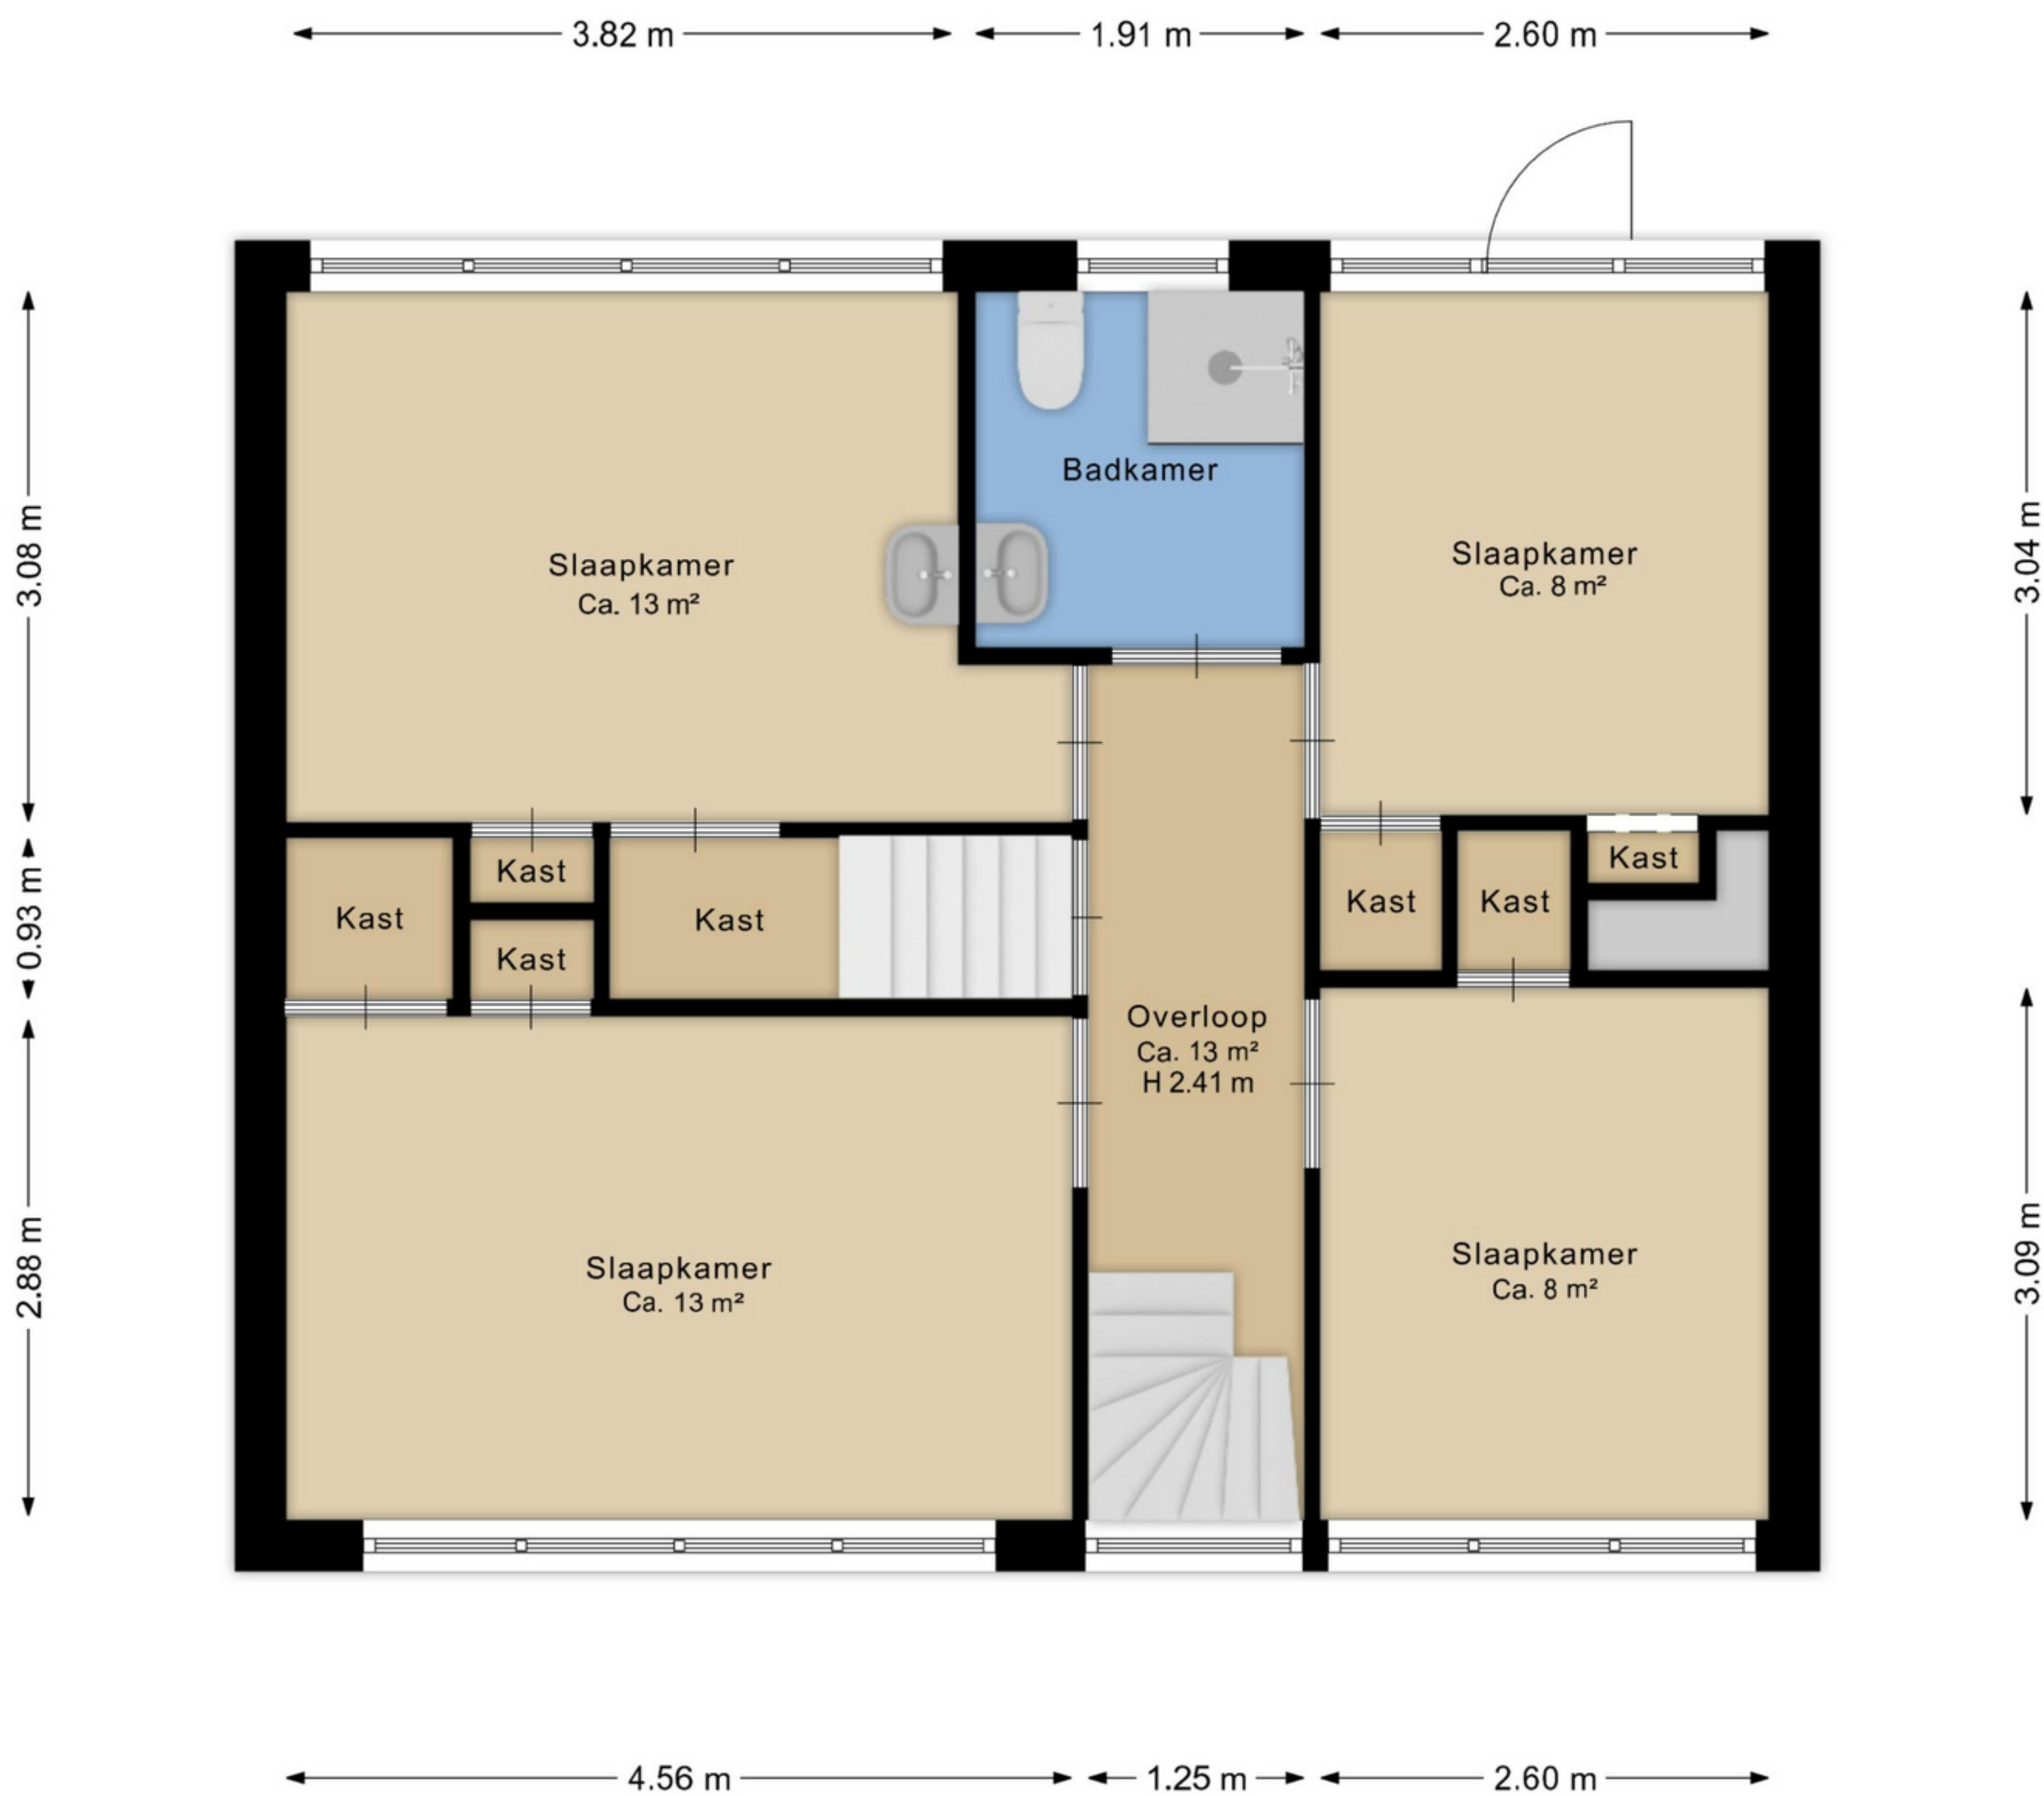 3.82 m
1.91 m
2.60 m
Badkamer
3.08 m
3.04 m
Slaapkamer
Ca. 13 m²
Slaapkamer
Ca. 8 m²
Kast
Kast
Kast
Kast
Kast
Kast
Kast
0.93 m
Overloop
Ca. 13 m²
H 2.41 m
2.88 m
3.09 m
Slaapkamer
Ca. 13 m²
Slaapkamer
Ca. 8 m²
4.56 m
1.25 m
2.60 m